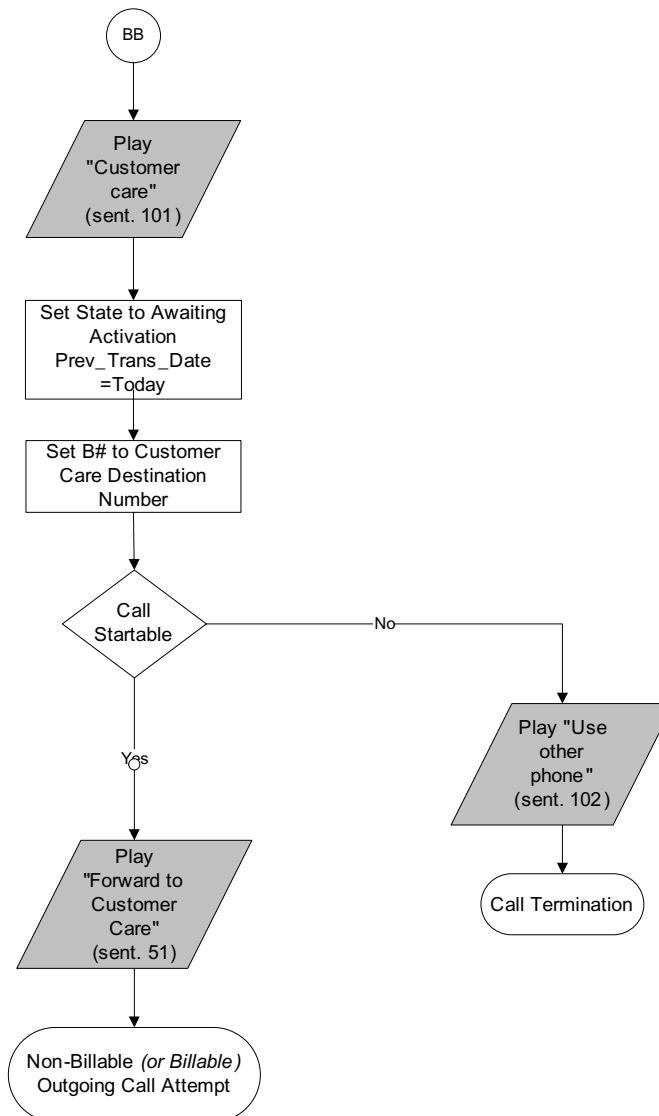 BB
Play
"Customer
care"
(sent. 101)
Set State to Awaiting
Activation
Prev_Trans_Date
=Today
Set B# to Customer
Care Destination
Number
Call
Startable
No
Yes
Play "Use
other
phone"
(sent. 102)
Play
"Forward to
Customer
Care"
(sent. 51)
Call Termination
Non-Billable (or Billable)
Outgoing Call Attempt